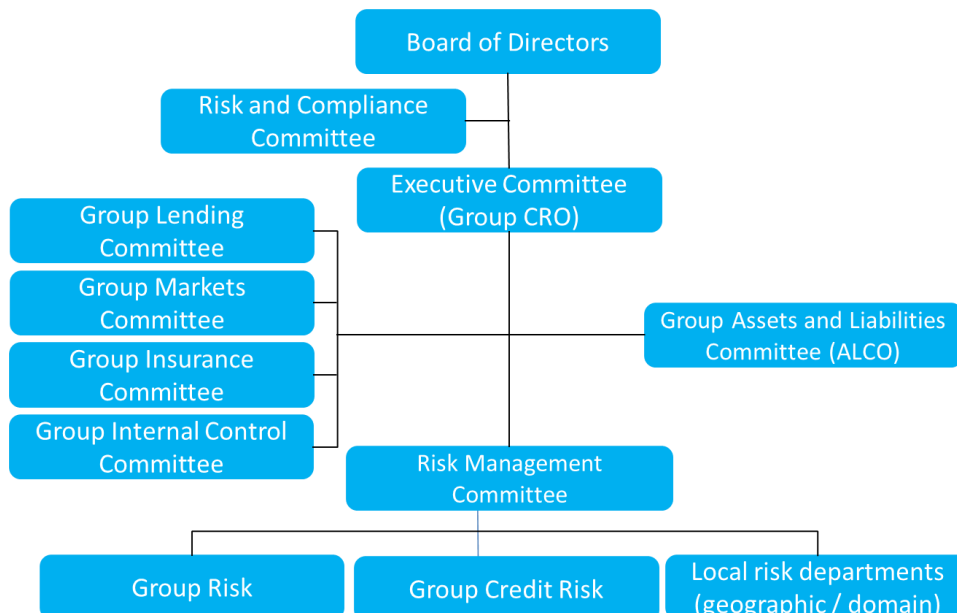 Board of Directors
Risk and Compliance
Committee
Executive Committee
(Group CRO)
Group Lending
Committee
Group Markets
Committee
Group Insurance
Committee
Group Internal Control
Committee
Group Assets and Liabilities
Committee (ALCO)
Risk Management
Committee
Group Risk
Group Credit Risk
Local risk departments
(geographic / domain)